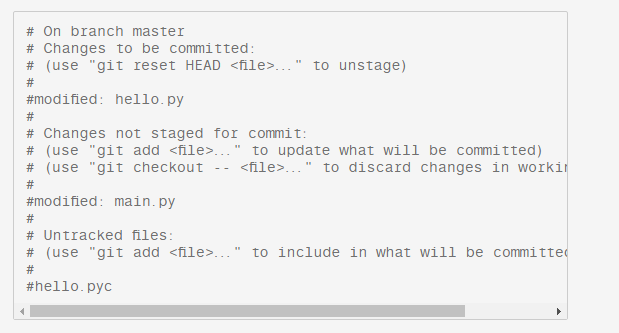 # On branch master
# Changes to be committed:
# (use "git reset HEAD <file>..." to unstage)
#
#modified: hello.py
#
# Changes not staged for commit:
# (use "git add <file>..." to update what will be committed)
# (use "git checkout -- <file>..." to discard changes in workin
#
#modified: main.py
#
# Untracked files:
# (use "git add <file>..." to include in what will be committed
#
#hello.pyc